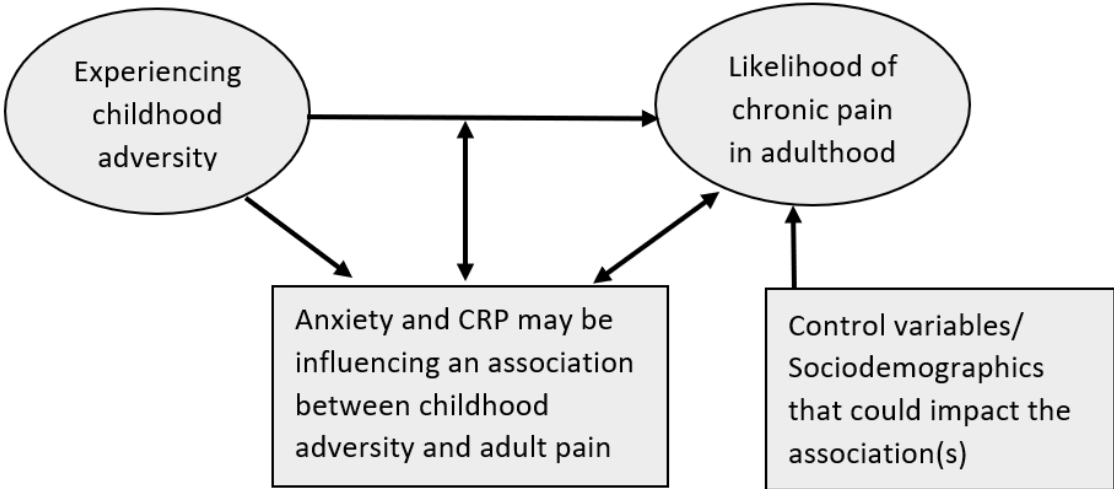 Experiencing
childhood
adversity
Likelihood of
chronic pain
in adulthood
Anxiety and CRP may be
influencing an association
between childhood
adversity and adult pain
Control variables/
Sociodemographics
that could impact the
association(s)